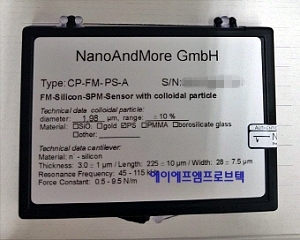 NanoAndMore GmbH
Type: CP-FM-PS-A S/N:
FM-Silicon-SPM-Sensor with colloidal particle
Technical data colloidal particle:
diameter: 1.98 µm, range: ±10 %
Material: □SiO₂ □gold ☑PS □PMMA □borosilicate glass
□other:
Technical data cantilever:
Material: n⁺-silicon
Thickness: 3.0 ± 1 µm / Length: 225 ± 10 µm / Width: 28 ± 7.5 µm
Resonance Frequency: 45 - 115 kHz
Force Constant: 0.5 - 9.5 N/m
에이에프엠프로브텍